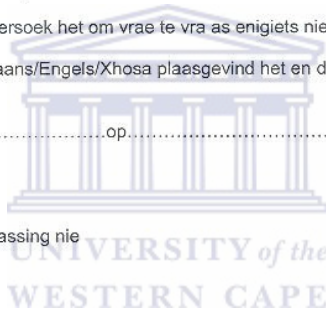 ersoek het om vrae te vra as enigiets nie
aans/Engels/Xhosa plaasgevind het en d
....................op..........................................
assing nie
UNIVERSITY of the
WESTERN CAPE